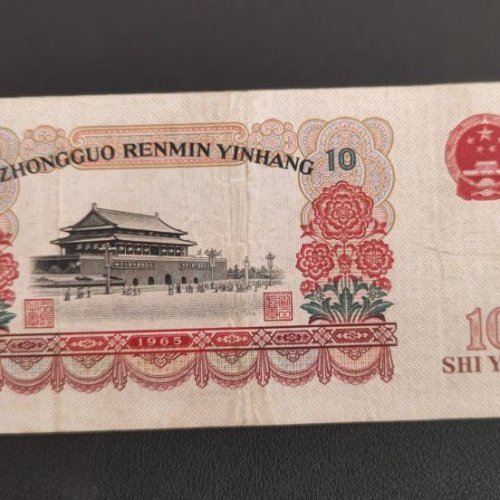 ZHONGGUO RENMIN YINHANG 10
1965
10
SHI Y